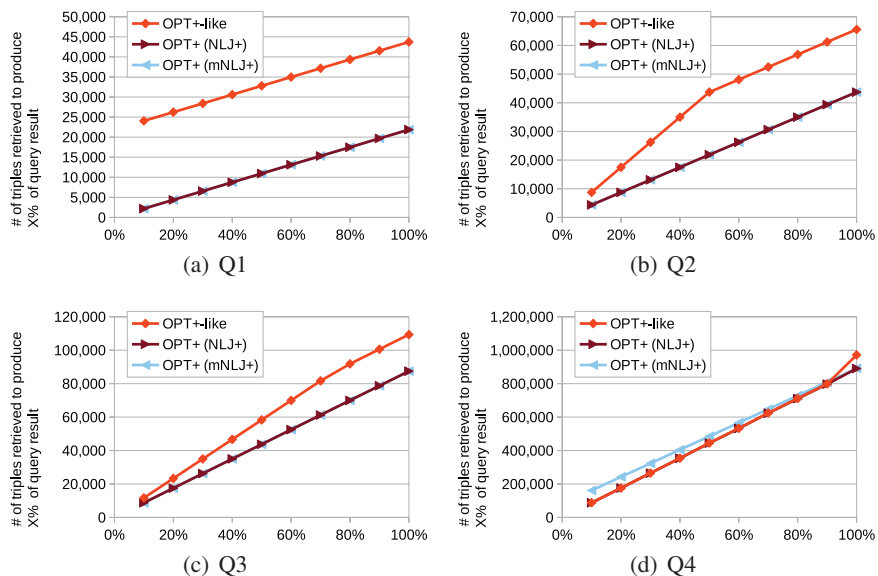 # of triples retrieved to produce
X% of query result
45,000
40,000
35,000
30,000
25,000
20,000
15,000
10,000
5,000
0
0% 20% 40% 60% 80% 100%
OPT+-like
OPT+ (NLJ+)
OPT+ (mNLJ+)
(a) Q1
# of triples retrieved to produce
X% of query result
70,000
60,000
50,000
40,000
30,000
20,000
10,000
0
0% 20% 40% 60% 80% 100%
OPT+-like
OPT+ (NLJ+)
OPT+ (mNLJ+)
(b) Q2
# of triples retrieved to produce
X% of query result
120,000
100,000
80,000
60,000
40,000
20,000
0
0% 20% 40% 60% 80% 100%
OPT+-like
OPT+ (NLJ+)
OPT+ (mNLJ+)
(c) Q3
# of triples retrieved to produce
X% of query result
1,200,000
1,000,000
800,000
600,000
400,000
200,000
0
0% 20% 40% 60% 80% 100%
OPT+-like
OPT+ (NLJ+)
OPT+ (mNLJ+)
(d) Q4